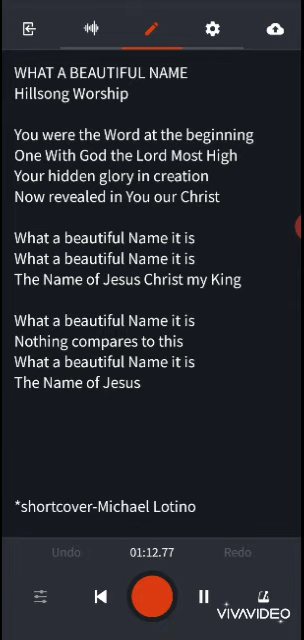 WHAT A BEAUTIFUL NAME
Hillsong Worship
You were the Word at the beginning
One With God the Lord Most High
Your hidden glory in creation
Now revealed in You our Christ
What a beautiful Name it is
What a beautiful Name it is
The Name of Jesus Christ my King
What a beautiful Name it is
Nothing compares to this
What a beautiful Name it is
The Name of Jesus
*shortcover-Michael Lotino
Undo 01:12.77 Redo
VIVAVIDEO